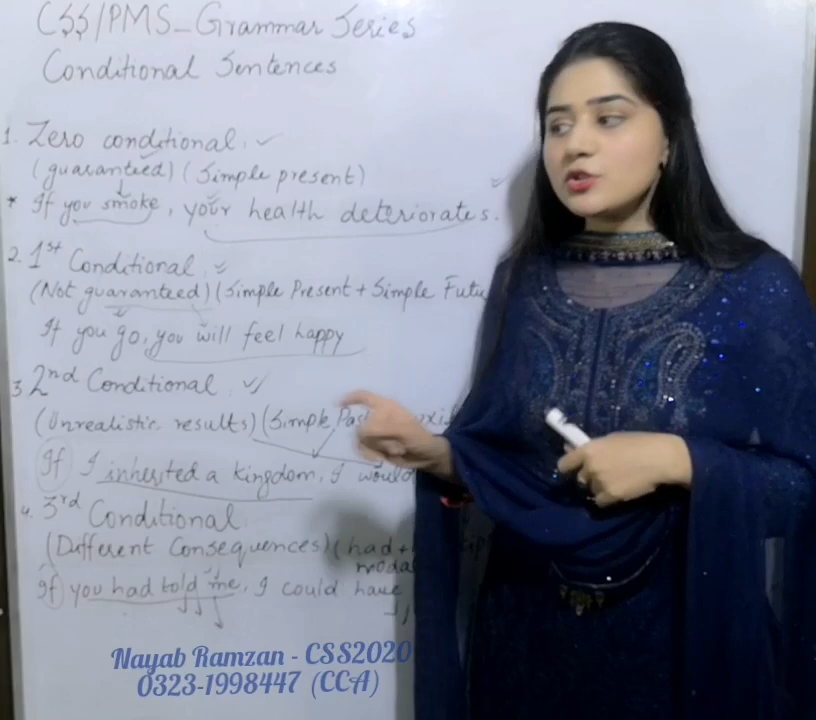 CSS/PMS_Grammar Series
Conditional Sentences
1. Zero conditional.
(guaranteed) (Simple present)
* If you smoke, your health deteriorates.
2. 1st Conditional
(Not guaranteed) (Simple Present + Simple Futu
If you go, you will feel happy
3. 2nd Conditional
(Unrealistic results) (Simple Past
If I inherited a kingdom, I would
4. 3rd Conditional
(Different Consequences) (had +
modal
If you had told me, I could have
Nayab Ramzan - CSS2020
0323-1998447 (CCA)